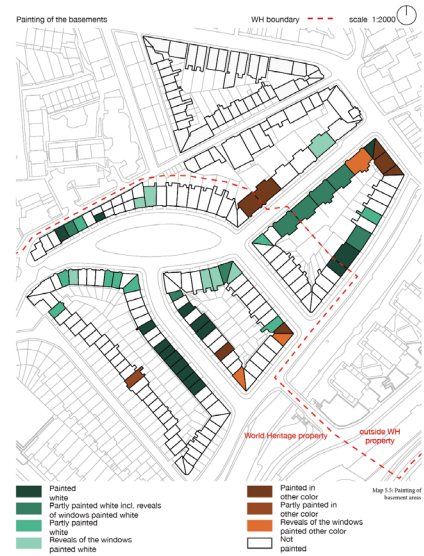 Painting of the basements
WH boundary
scale 1:2000
World Heritage property
outside WH
property
Painted
white
Partly painted white incl. reveals
of windows painted white
Partly painted
white
Reveals of the windows
painted white
Painted in
other color
Partly painted in
other color
Reveals of the windows
painted other color
Not
painted
Map 5.5: Painting of
basement areas